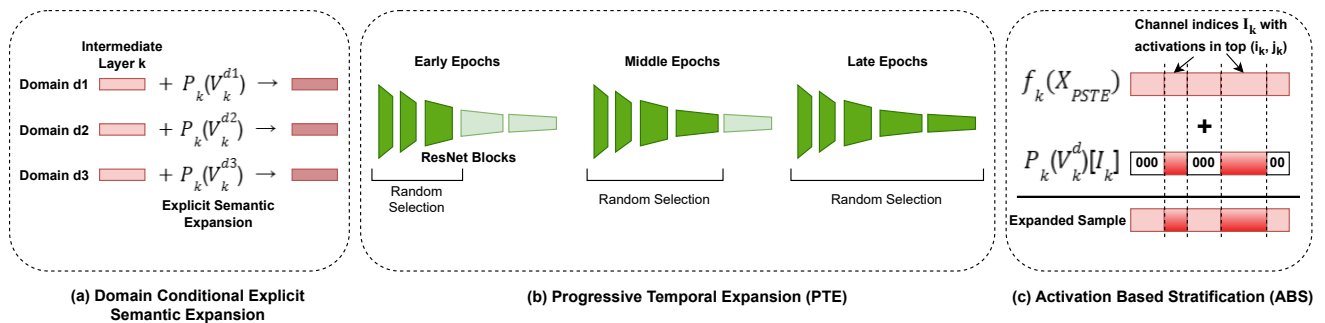 Intermediate
Layer k
Domain d1 + P_k(V_k^{d1}) →
Domain d2 + P_k(V_k^{d2}) →
Domain d3 + P_k(V_k^{d3}) →
Explicit Semantic
Expansion
(a) Domain Conditional Explicit
Semantic Expansion
Early Epochs
Middle Epochs
Late Epochs
ResNet Blocks
Random
Selection
Random Selection
Random Selection
(b) Progressive Temporal Expansion (PTE)
Channel indices I_k with
activations in top (i_k, j_k)
f_k(X_{PSTE})
+
P_k(V_k^d)[I_k] 000 000 00
Expanded Sample
(c) Activation Based Stratification (ABS)